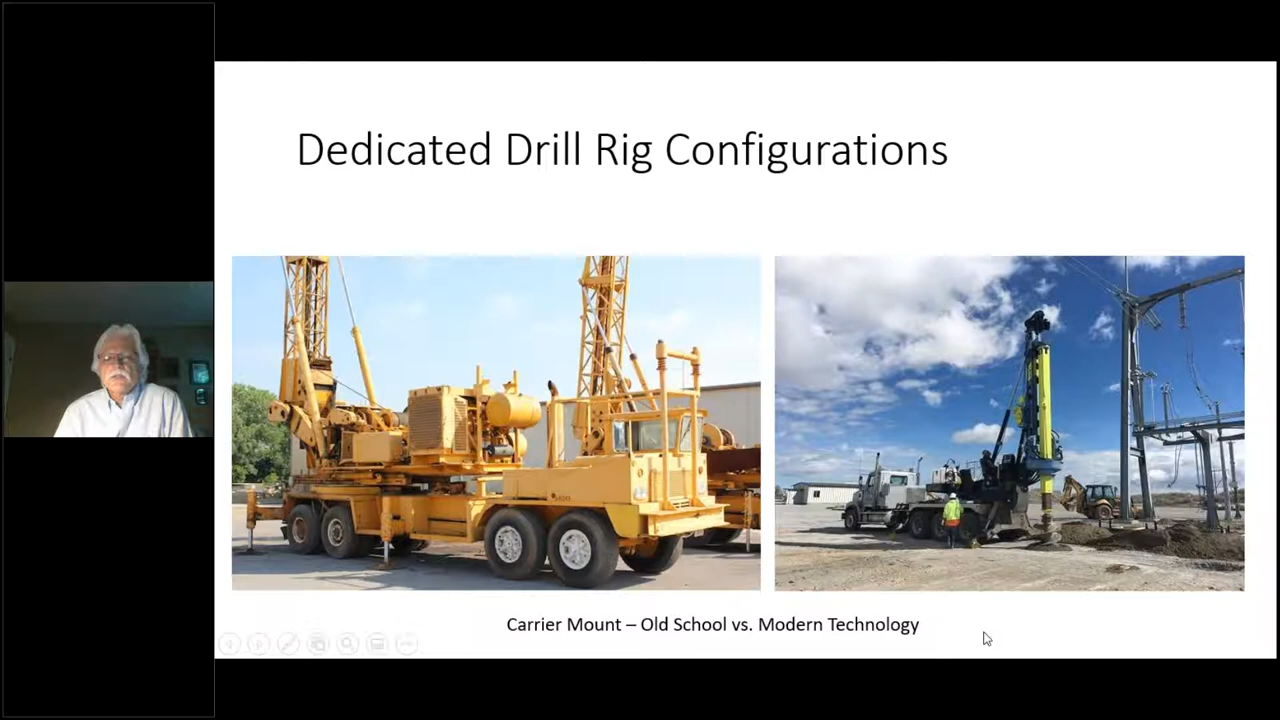 Dedicated Drill Rig Configurations
Carrier Mount – Old School vs. Modern Technology